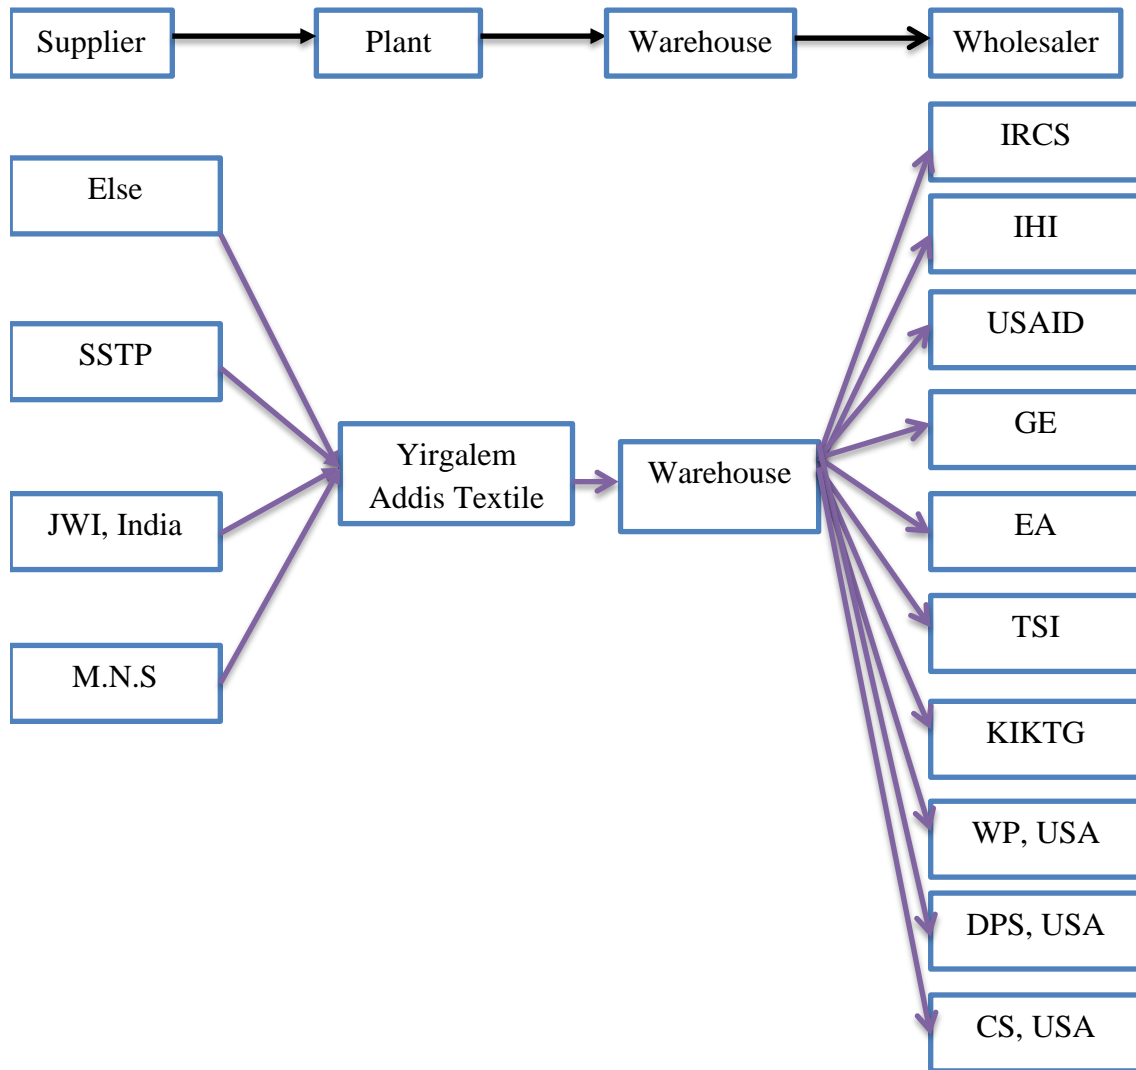 Supplier
Plant
Warehouse
Wholesaler
Else
SSTP
JWI, India
M.N.S
Yirgalem
Addis Textile
Warehouse
IRCS
IHI
USAID
GE
EA
TSI
KIKTG
WP, USA
DPS, USA
CS, USA